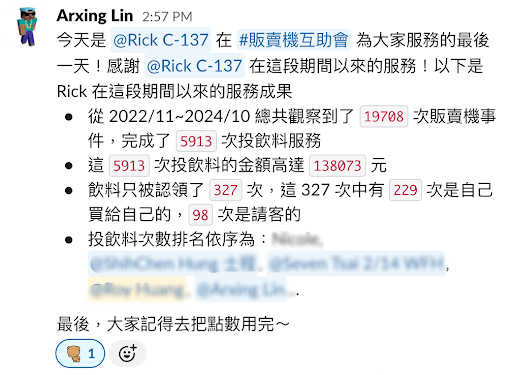 Arxing Lin 2:57 PM
今天是 @Rick C-137 在 #販賣機互助會 為大家服務的最後
一天！感謝 @Rick C-137 在這段期間以來的服務！以下是
Rick 在這段期間以來的服務成果
• 從 2022/11~2024/10 總共觀察到了 19708 次販賣機事
件，完成了 5913 次投飲料服務
• 這 5913 次投飲料的金額高達 138073 元
• 飲料只被認領了 327 次，這 327 次中有 229 次是自己
買給自己的，98 次是請客的
• 投飲料次數排名依序為：
最後，大家記得去把點數用完～
1